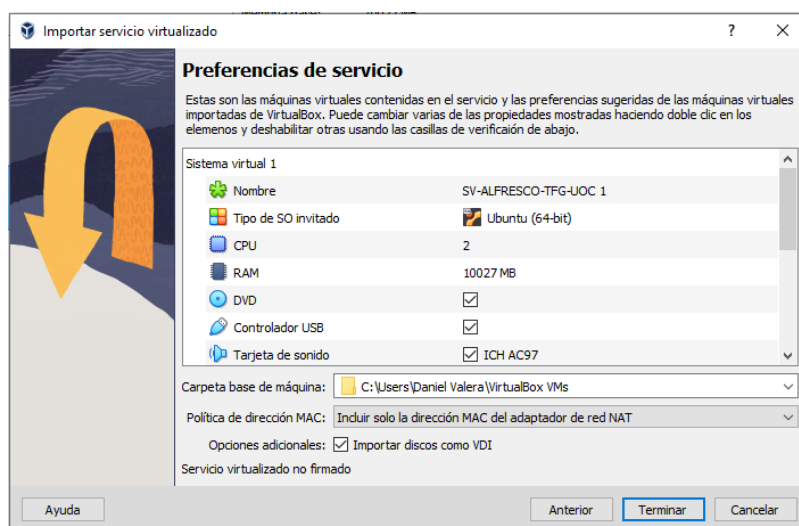 Importar servicio virtualizado
Preferencias de servicio
Estas son las máquinas virtuales contenidas en el servicio y las preferencias sugeridas de las máquinas virtuales
importadas de VirtualBox. Puede cambiar varias de las propiedades mostradas haciendo doble clic en los
elemenos y deshabilitar otras usando las casillas de verificaión de abajo.
Sistema virtual 1
Nombre SV-ALFRESCO-TFG-UOC 1
Tipo de SO invitado Ubuntu (64-bit)
CPU 2
RAM 10027 MB
DVD
Controlador USB
Tarjeta de sonido ICH AC97
Carpeta base de máquina: C:\Users\Daniel Valera\VirtualBox VMs
Política de dirección MAC: Incluir solo la dirección MAC del adaptador de red NAT
Opciones adicionales: Importar discos como VDI
Servicio virtualizado no firmado
Ayuda Anterior Terminar Cancelar